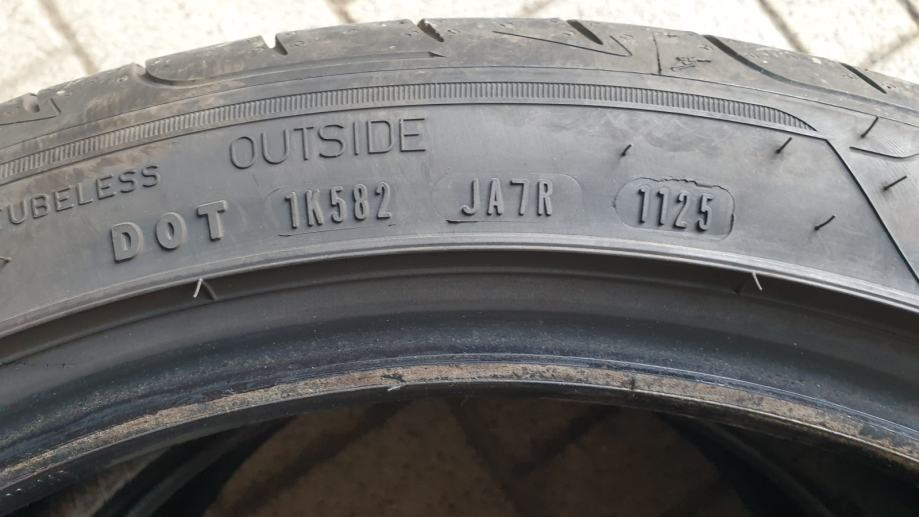 TUBELESS OUTSIDE
DOT 1K582 JA7R 1125